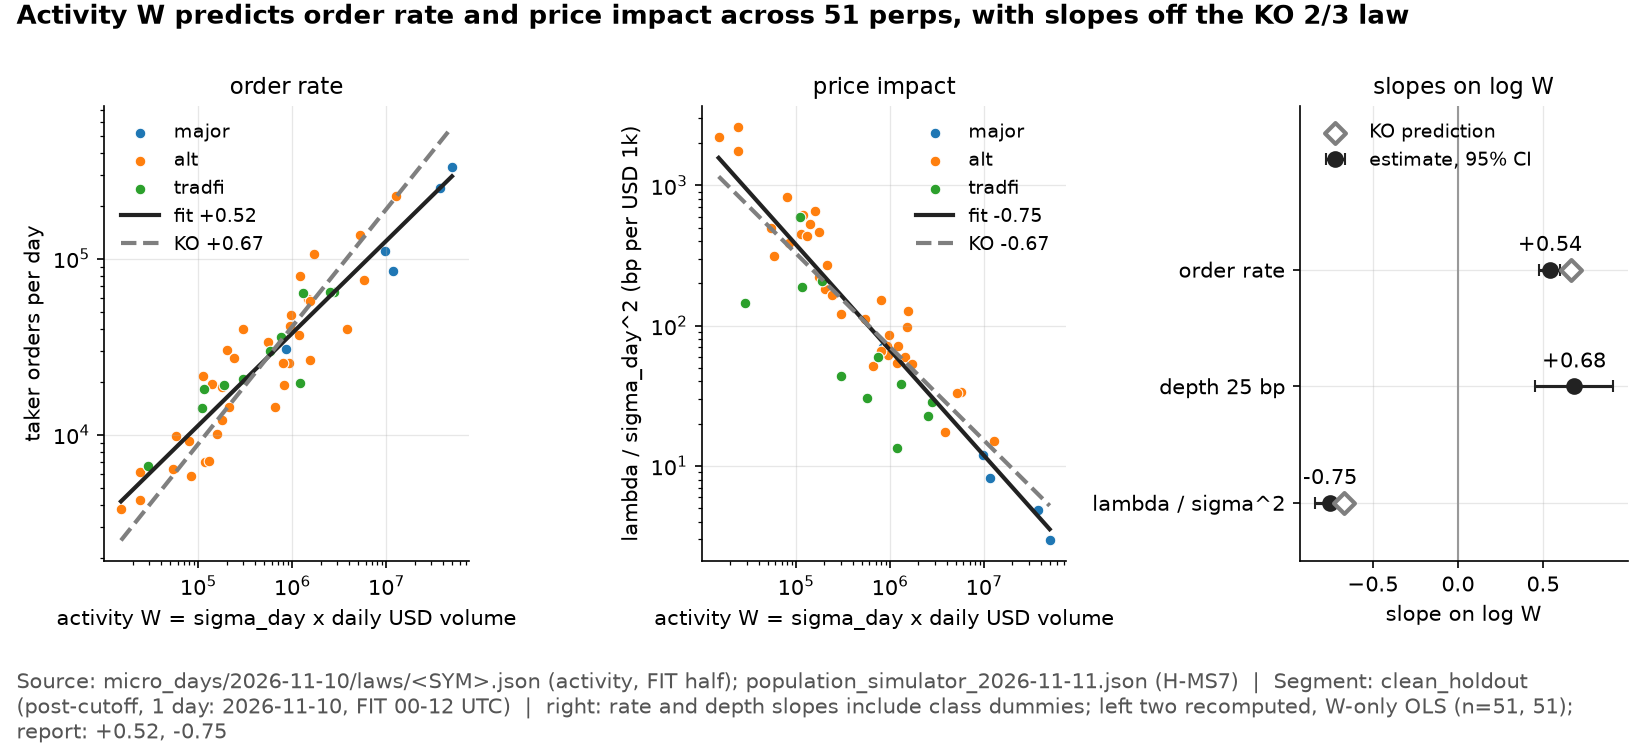 Activity W predicts order rate and price impact across 51 perps, with slopes off the KO 2/3 law
order rate
major
alt
tradfi
fit +0.52
KO +0.67
10^5
10^4
taker orders per day
10^5
10^6
10^7
activity W = sigma_day x daily USD volume
price impact
major
alt
tradfi
fit -0.75
KO -0.67
10^3
10^2
10^1
lambda / sigma_day^2 (bp per USD 1k)
10^5
10^6
10^7
activity W = sigma_day x daily USD volume
slopes on log W
KO prediction
estimate, 95% CI
+0.54
order rate
+0.68
depth 25 bp
-0.75
lambda / sigma^2
−0.5
0.0
0.5
slope on log W
Source: micro_days/2026-11-10/laws/<SYM>.json (activity, FIT half); population_simulator_2026-11-11.json (H-MS7) | Segment: clean_holdout
(post-cutoff, 1 day: 2026-11-10, FIT 00-12 UTC) | right: rate and depth slopes include class dummies; left two recomputed, W-only OLS (n=51, 51);
report: +0.52, -0.75